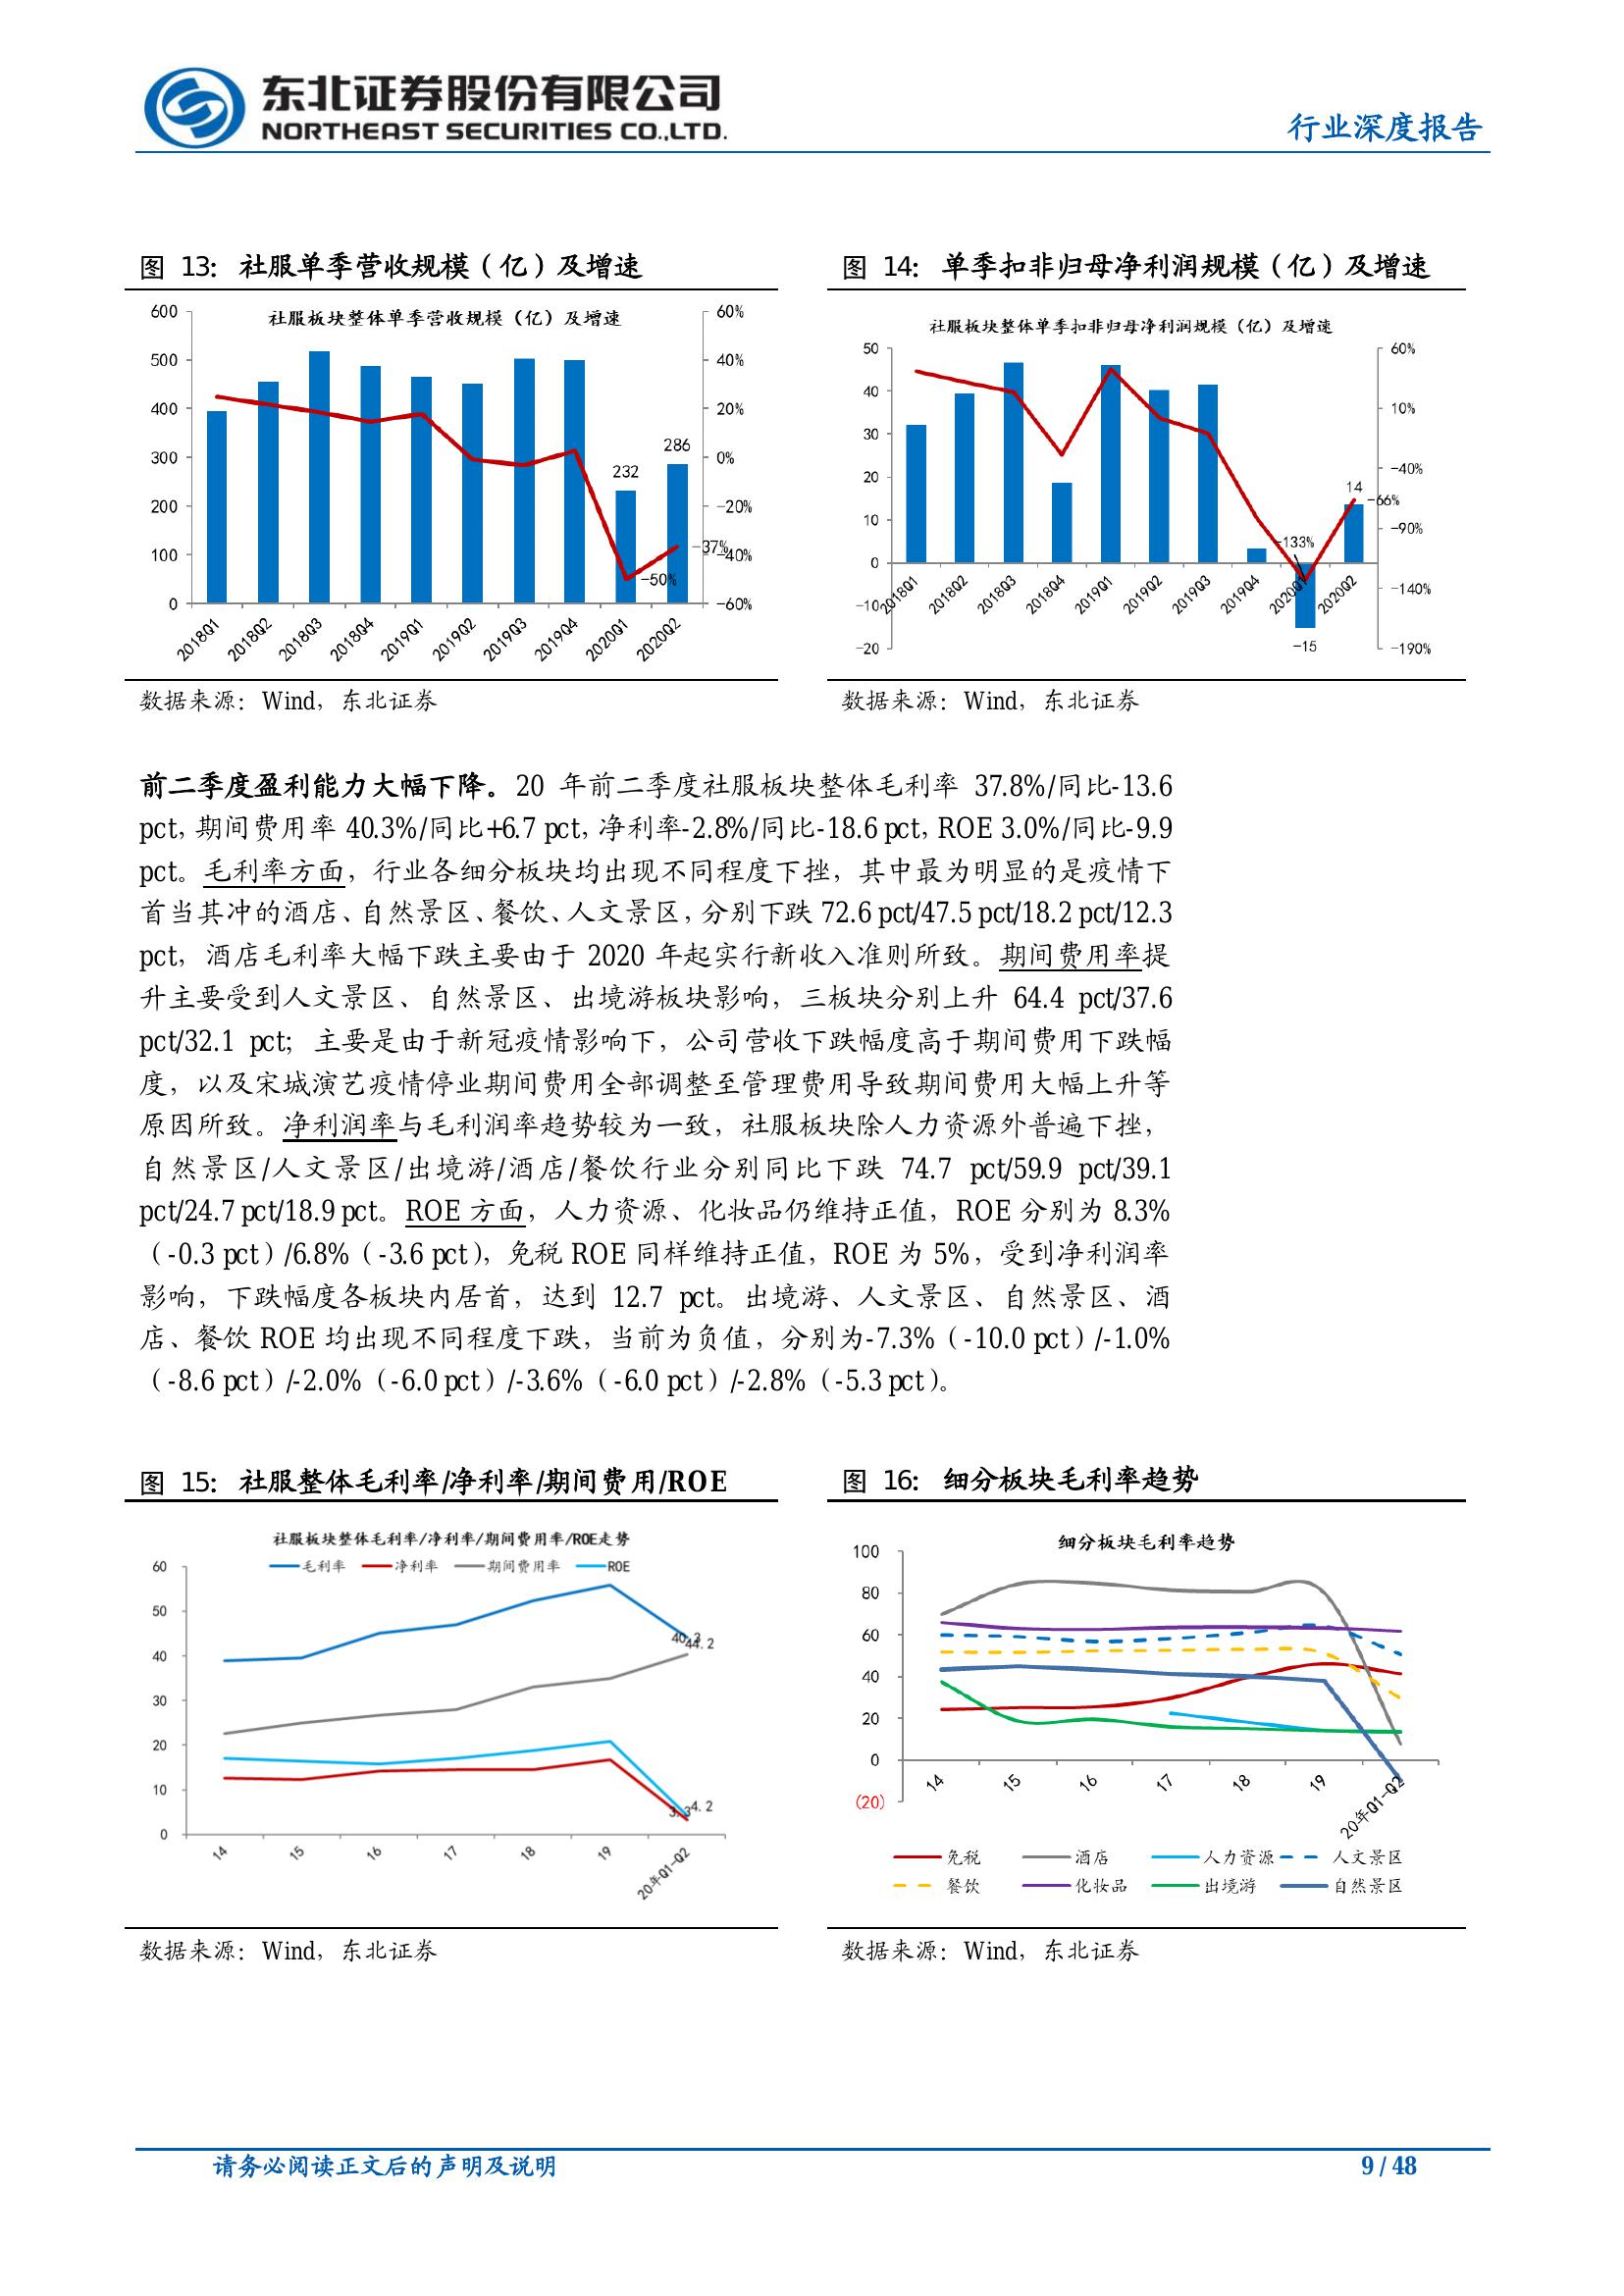 东北证券股份有限公司
NORTHEAST SECURITIES CO.,LTD.
行业深度报告
图 13：社服单季营收规模（亿）及增速
社服板块整体单季营收规模（亿）及增速
600
500
400
300
200
100
0
60%
40%
20%
0%
-20%
-40%
-60%
232
286
-50%
-37%
2018Q1
2018Q2
2018Q3
2018Q4
2019Q1
2019Q2
2019Q3
2019Q4
2020Q1
2020Q2
数据来源：Wind，东北证券
图 14：单季扣非归母净利润规模（亿）及增速
社服板块整体单季扣非归母净利润规模（亿）及增速
50
40
30
20
10
0
-10
-20
60%
10%
-40%
-90%
-140%
-190%
14
-66%
-133%
-15
2018Q1
2018Q2
2018Q3
2018Q4
2019Q1
2019Q2
2019Q3
2019Q4
2020Q1
2020Q2
数据来源：Wind，东北证券
前二季度盈利能力大幅下降。20 年前二季度社服板块整体毛利率 37.8%/同比-13.6
pct，期间费用率 40.3%/同比+6.7 pct，净利率-2.8%/同比-18.6 pct，ROE 3.0%/同比-9.9
pct。毛利率方面，行业各细分板块均出现不同程度下挫，其中最为明显的是疫情下
首当其冲的酒店、自然景区、餐饮、人文景区，分别下跌 72.6 pct/47.5 pct/18.2 pct/12.3
pct，酒店毛利率大幅下跌主要由于 2020 年起实行新收入准则所致。期间费用率提
升主要受到人文景区、自然景区、出境游板块影响，三板块分别上升 64.4 pct/37.6
pct/32.1 pct；主要是由于新冠疫情影响下，公司营收下跌幅度高于期间费用下跌幅
度，以及宋城演艺疫情停业期间费用全部调整至管理费用导致期间费用大幅上升等
原因所致。净利润率与毛利润率趋势较为一致，社服板块除人力资源外普遍下挫，
自然景区/人文景区/出境游/酒店/餐饮行业分别同比下跌 74.7 pct/59.9 pct/39.1
pct/24.7 pct/18.9 pct。ROE 方面，人力资源、化妆品仍维持正值，ROE 分别为 8.3%
（-0.3 pct）/6.8%（-3.6 pct），免税 ROE 同样维持正值，ROE 为 5%，受到净利润率
影响，下跌幅度各板块内居首，达到 12.7 pct。出境游、人文景区、自然景区、酒
店、餐饮 ROE 均出现不同程度下跌，当前为负值，分别为-7.3%（-10.0 pct）/-1.0%
（-8.6 pct）/-2.0%（-6.0 pct）/-3.6%（-6.0 pct）/-2.8%（-5.3 pct）。
图 15：社服整体毛利率/净利率/期间费用/ROE
社服板块整体毛利率/净利率/期间费用率/ROE走势
毛利率 净利率 期间费用率 ROE
60
50
40
30
20
10
0
40.3
44.2
3.3
4.2
14
15
16
17
18
19
20年Q1-Q2
数据来源：Wind，东北证券
图 16：细分板块毛利率趋势
细分板块毛利率趋势
100
80
60
40
20
0
(20)
14
15
16
17
18
19
20年Q1-Q2
免税 酒店 人力资源 人文景区
餐饮 化妆品 出境游 自然景区
数据来源：Wind，东北证券
请务必阅读正文后的声明及说明
9 / 48